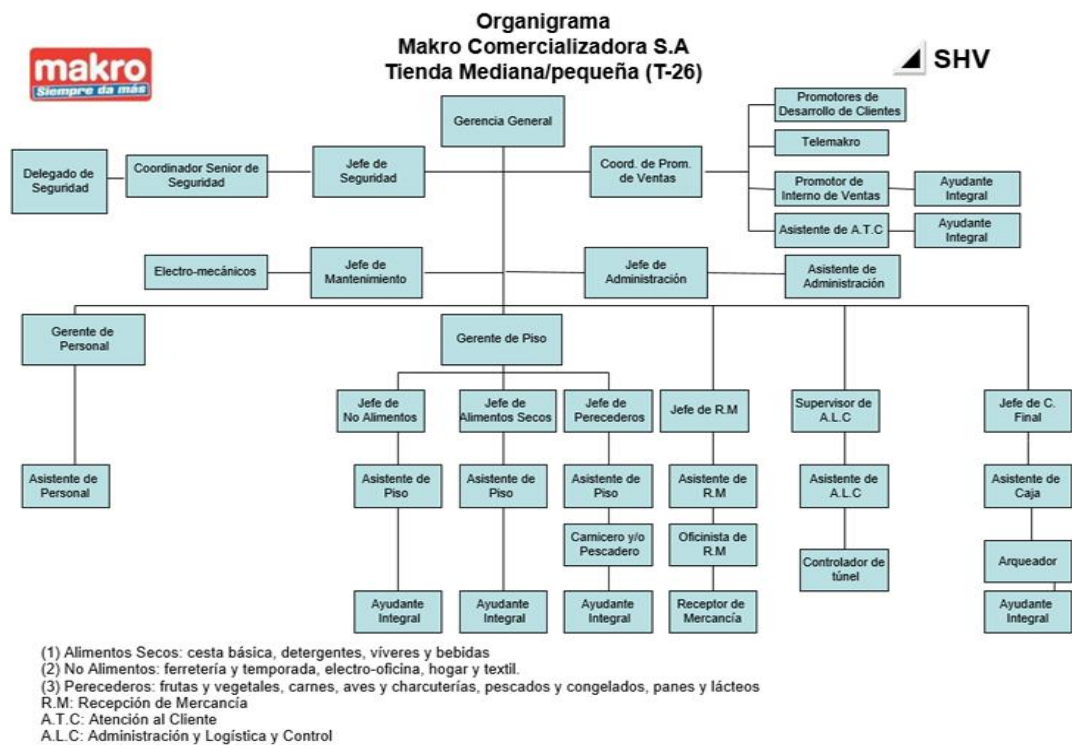 Organigrama
Makro Comercializadora S.A
Tienda Mediana/pequeña (T-26)
makro
Siempre da más
SHV
Gerencia General
Promotores de
Desarrollo de Clientes
Telemakro
Delegado de
Seguridad
Coordinador Senior de
Seguridad
Jefe de
Seguridad
Coord. de Prom.
de Ventas
Promotor de
Interno de Ventas
Ayudante
Integral
Asistente de A.T.C
Ayudante
Integral
Electro-mecánicos
Jefe de
Mantenimiento
Jefe de
Administración
Asistente de
Administración
Gerente de
Personal
Gerente de Piso
Jefe de
No Alimentos
Jefe de
Alimentos Secos
Jefe de
Perecederos
Jefe de R.M
Supervisor de
A.L.C
Jefe de C.
Final
Asistente de
Personal
Asistente de
Piso
Asistente de
Piso
Asistente de
Piso
Asistente de
R.M
Asistente de
A.L.C
Asistente de
Caja
Carnicero y/o
Pescadero
Oficinista de
R.M
Controlador de
túnel
Arqueador
Ayudante
Integral
Ayudante
Integral
Ayudante
Integral
Receptor de
Mercancía
Ayudante
Integral
(1) Alimentos Secos: cesta básica, detergentes, víveres y bebidas
(2) No Alimentos: ferretería y temporada, electro-oficina, hogar y textil.
(3) Perecederos: frutas y vegetales, carnes, aves y charcuterías, pescados y congelados, panes y lácteos
R.M: Recepción de Mercancía
A.T.C: Atención al Cliente
A.L.C: Administración y Logística y Control